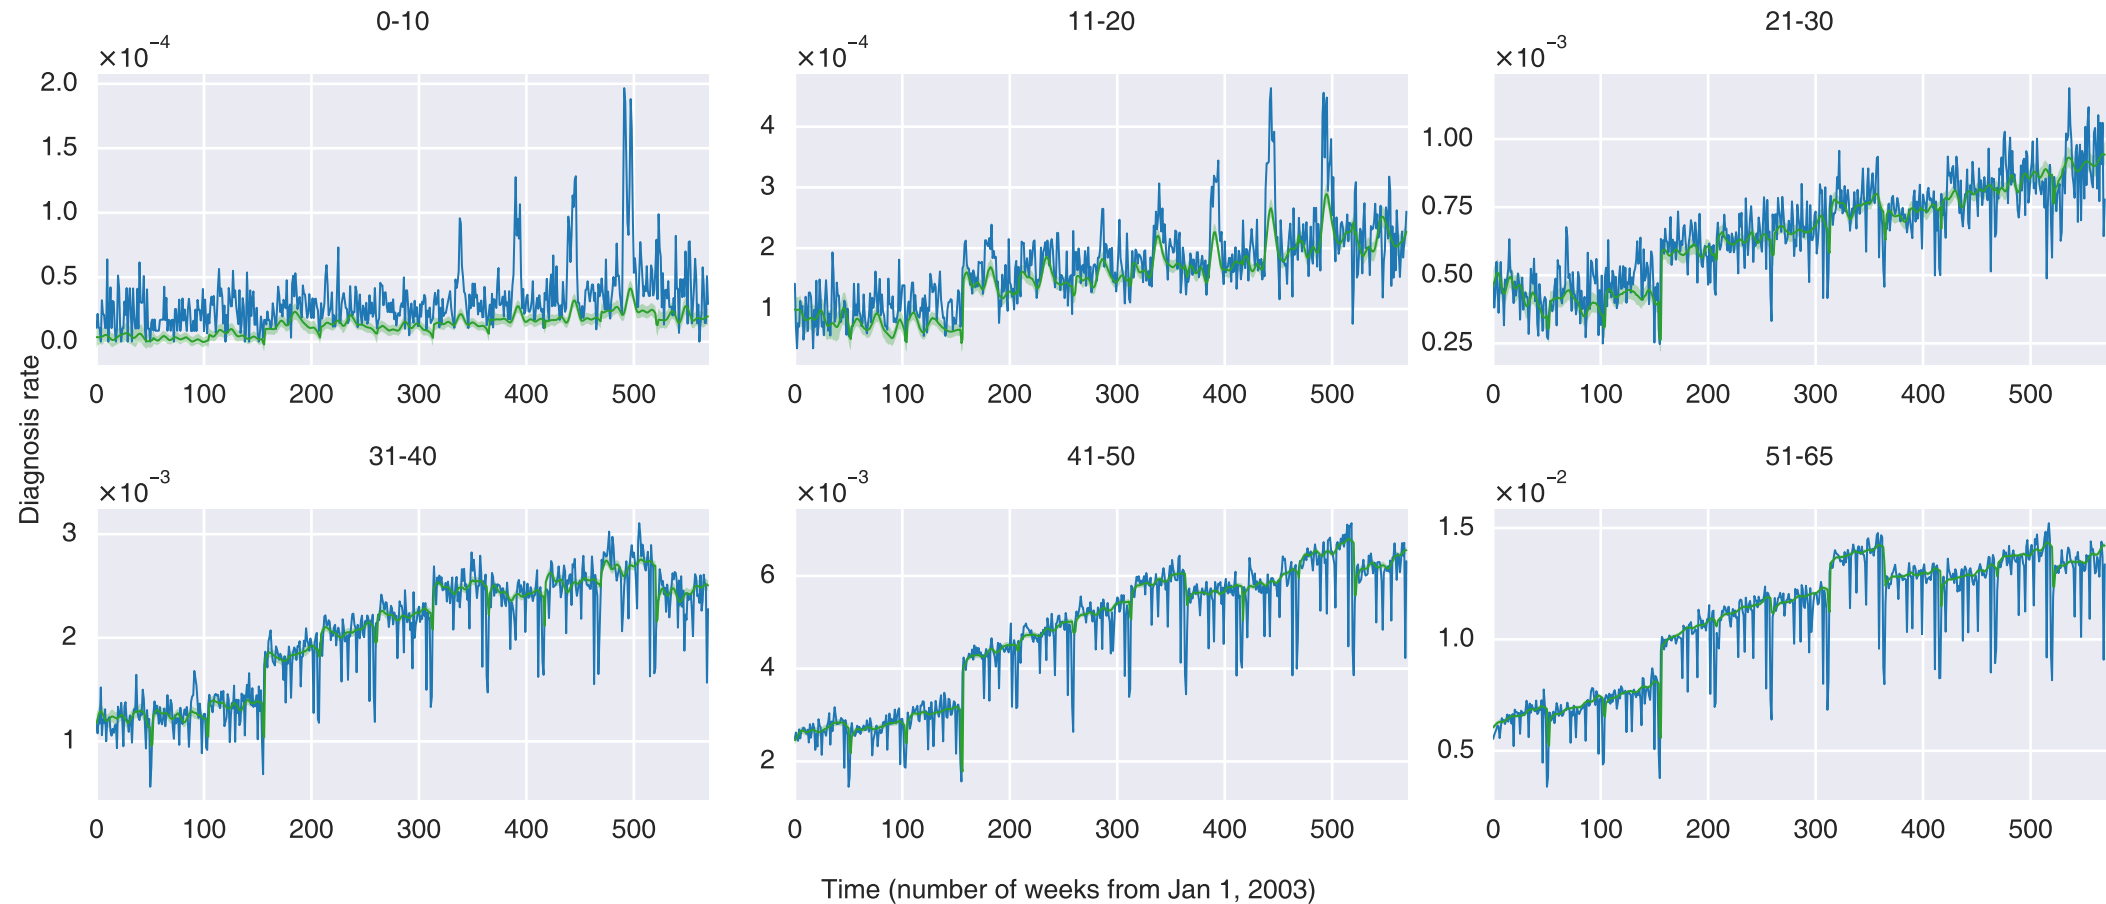 0-10 11-20 21-30
×10⁻⁴ ×10⁻⁴ ×10⁻³
2.0
1.5
1.0
0.5
0.0
0 100 200 300 400 500
4
3
2
1
0 100 200 300 400 500
1.00
0.75
0.50
0.25
0 100 200 300 400 500
Diagnosis rate
31-40 41-50 51-65
×10⁻³ ×10⁻³ ×10⁻²
3
2
1
0 100 200 300 400 500
6
4
2
0 100 200 300 400 500
1.5
1.0
0.5
0 100 200 300 400 500
Time (number of weeks from Jan 1, 2003)